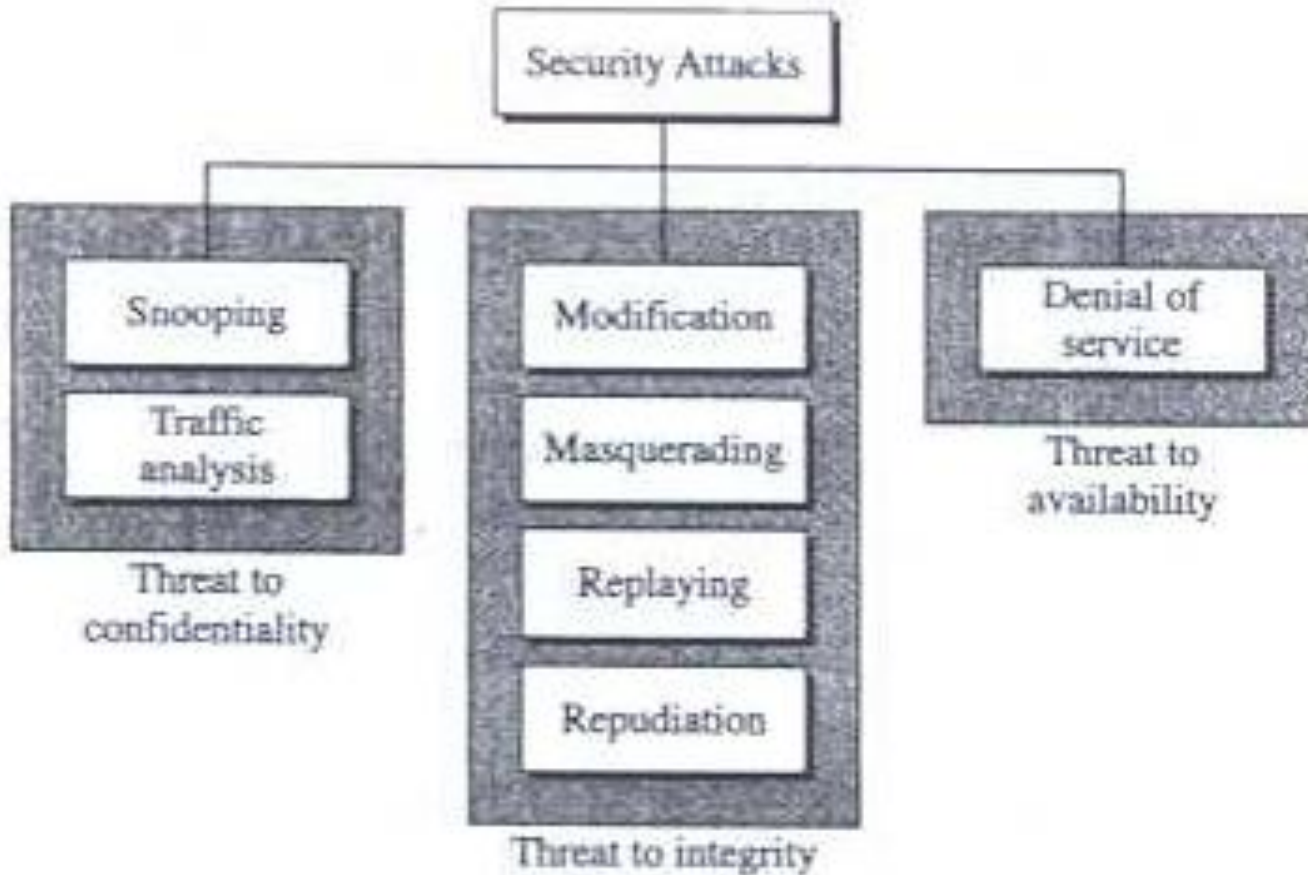 Security Attacks
Snooping
Traffic
analysis
Threat to
confidentiality
Modification
Masquerading
Replaying
Repudiation
Threat to integrity
Denial of
service
Threat to
availability